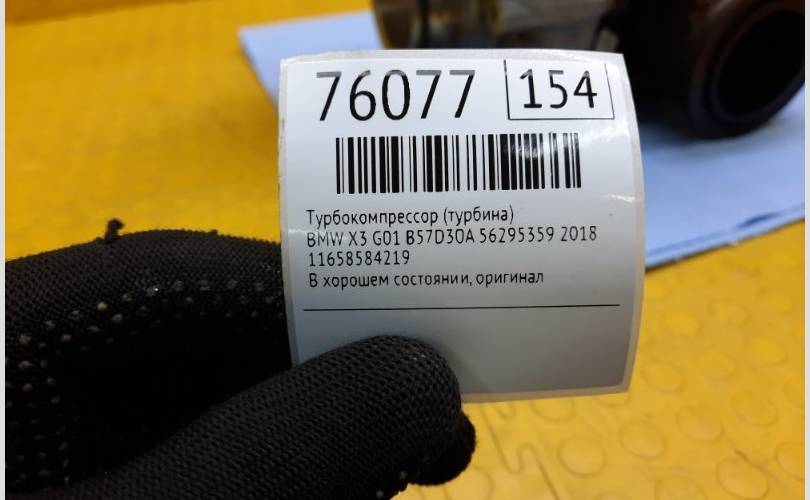 76077 154
Турбокомпрессор (турбина)
BMW X3 G01 B57D30A 56295359 2018
11658584219
В хорошем состоянии, оригинал